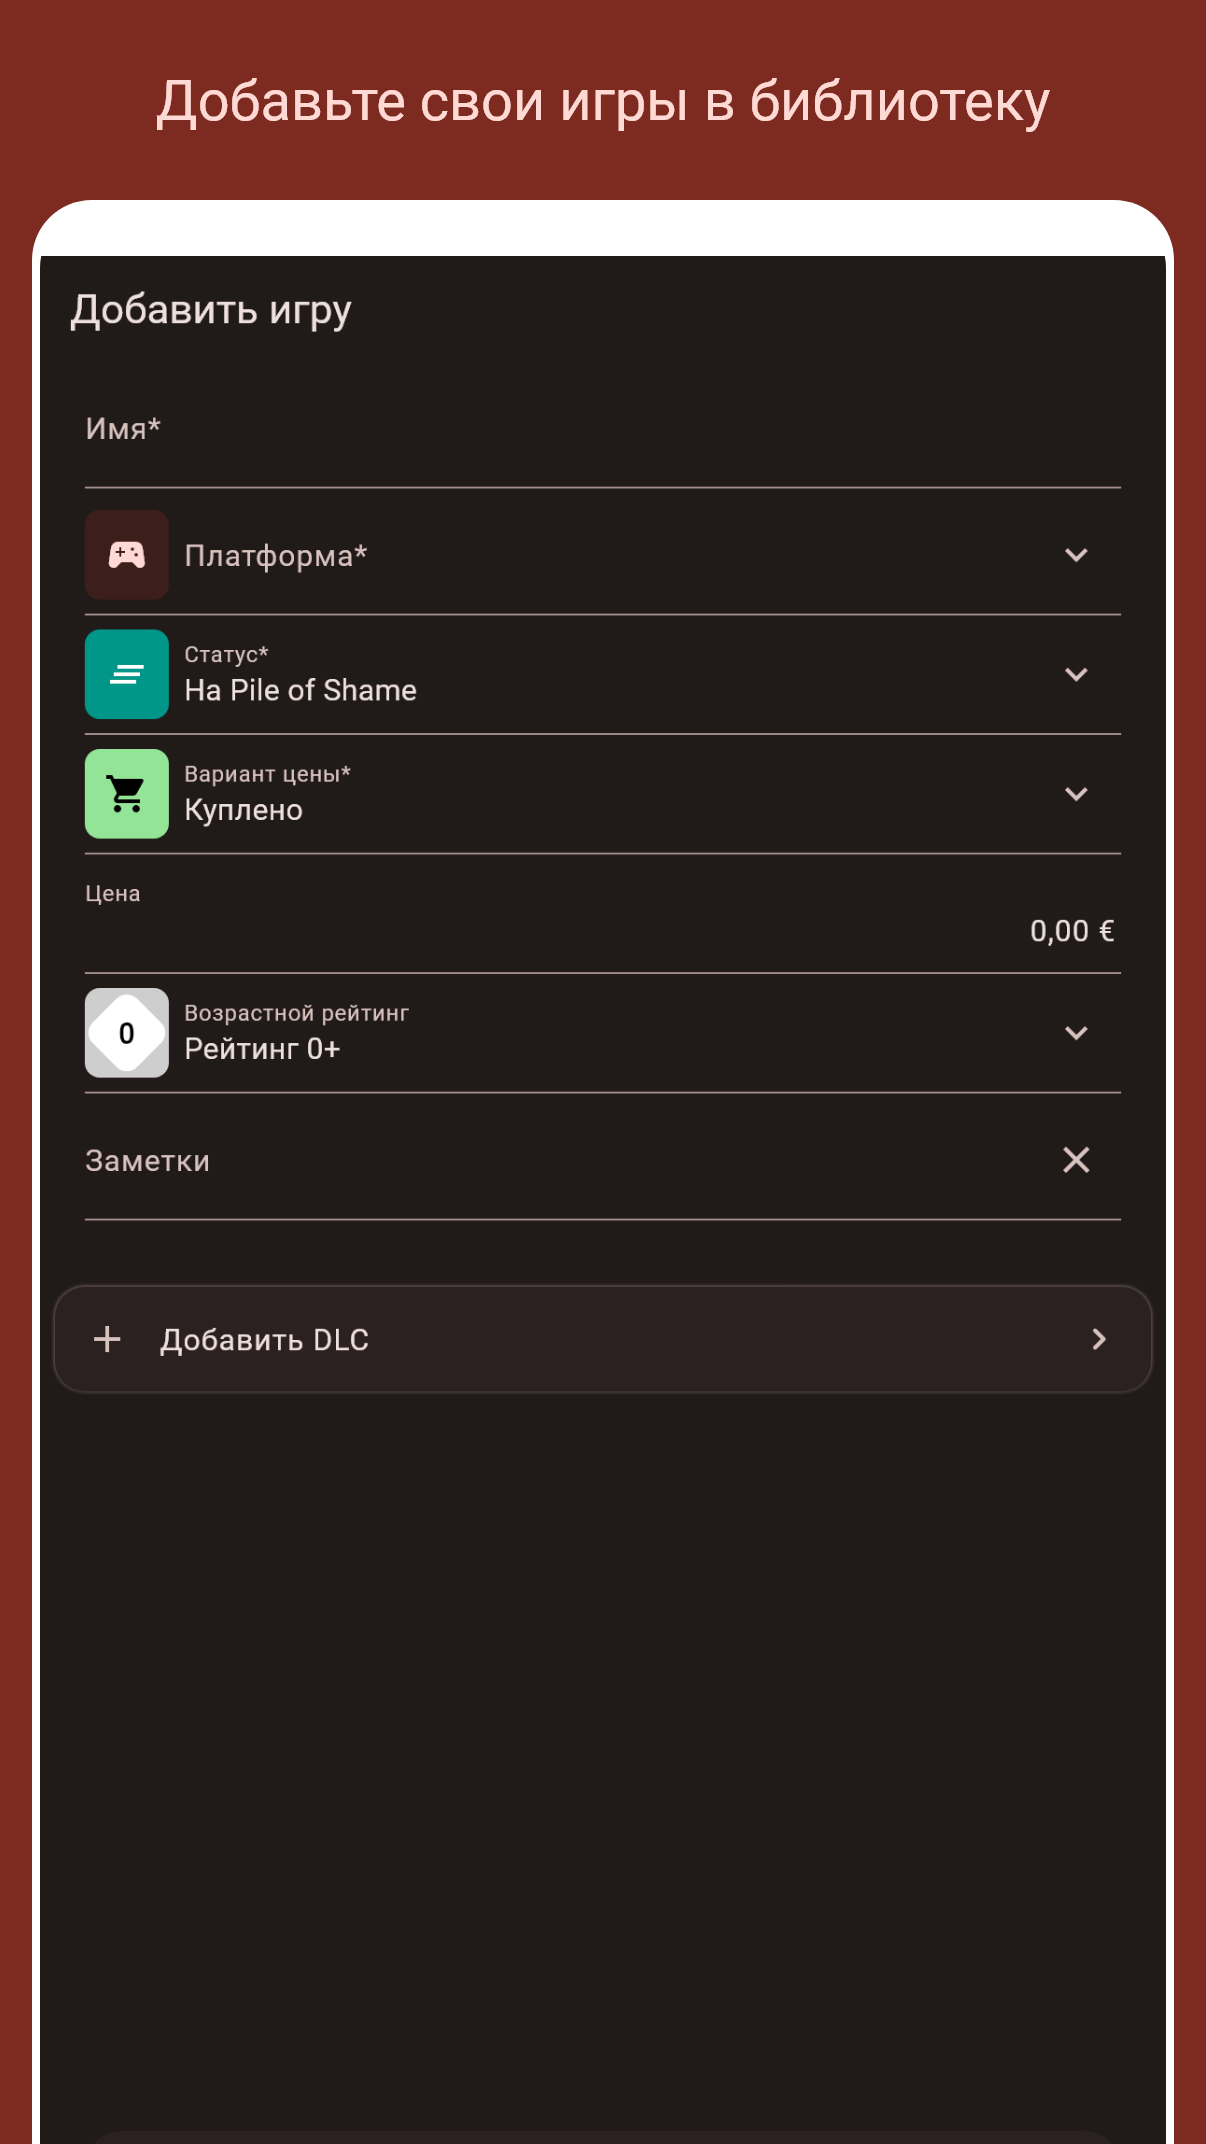 Добавьте свои игры в библиотеку
Добавить игру
Имя*
Платформа*
Статус*
На Pile of Shame
Вариант цены*
Куплено
Цена
0,00 €
0
Возрастной рейтинг
Рейтинг 0+
Заметки
Добавить DLC